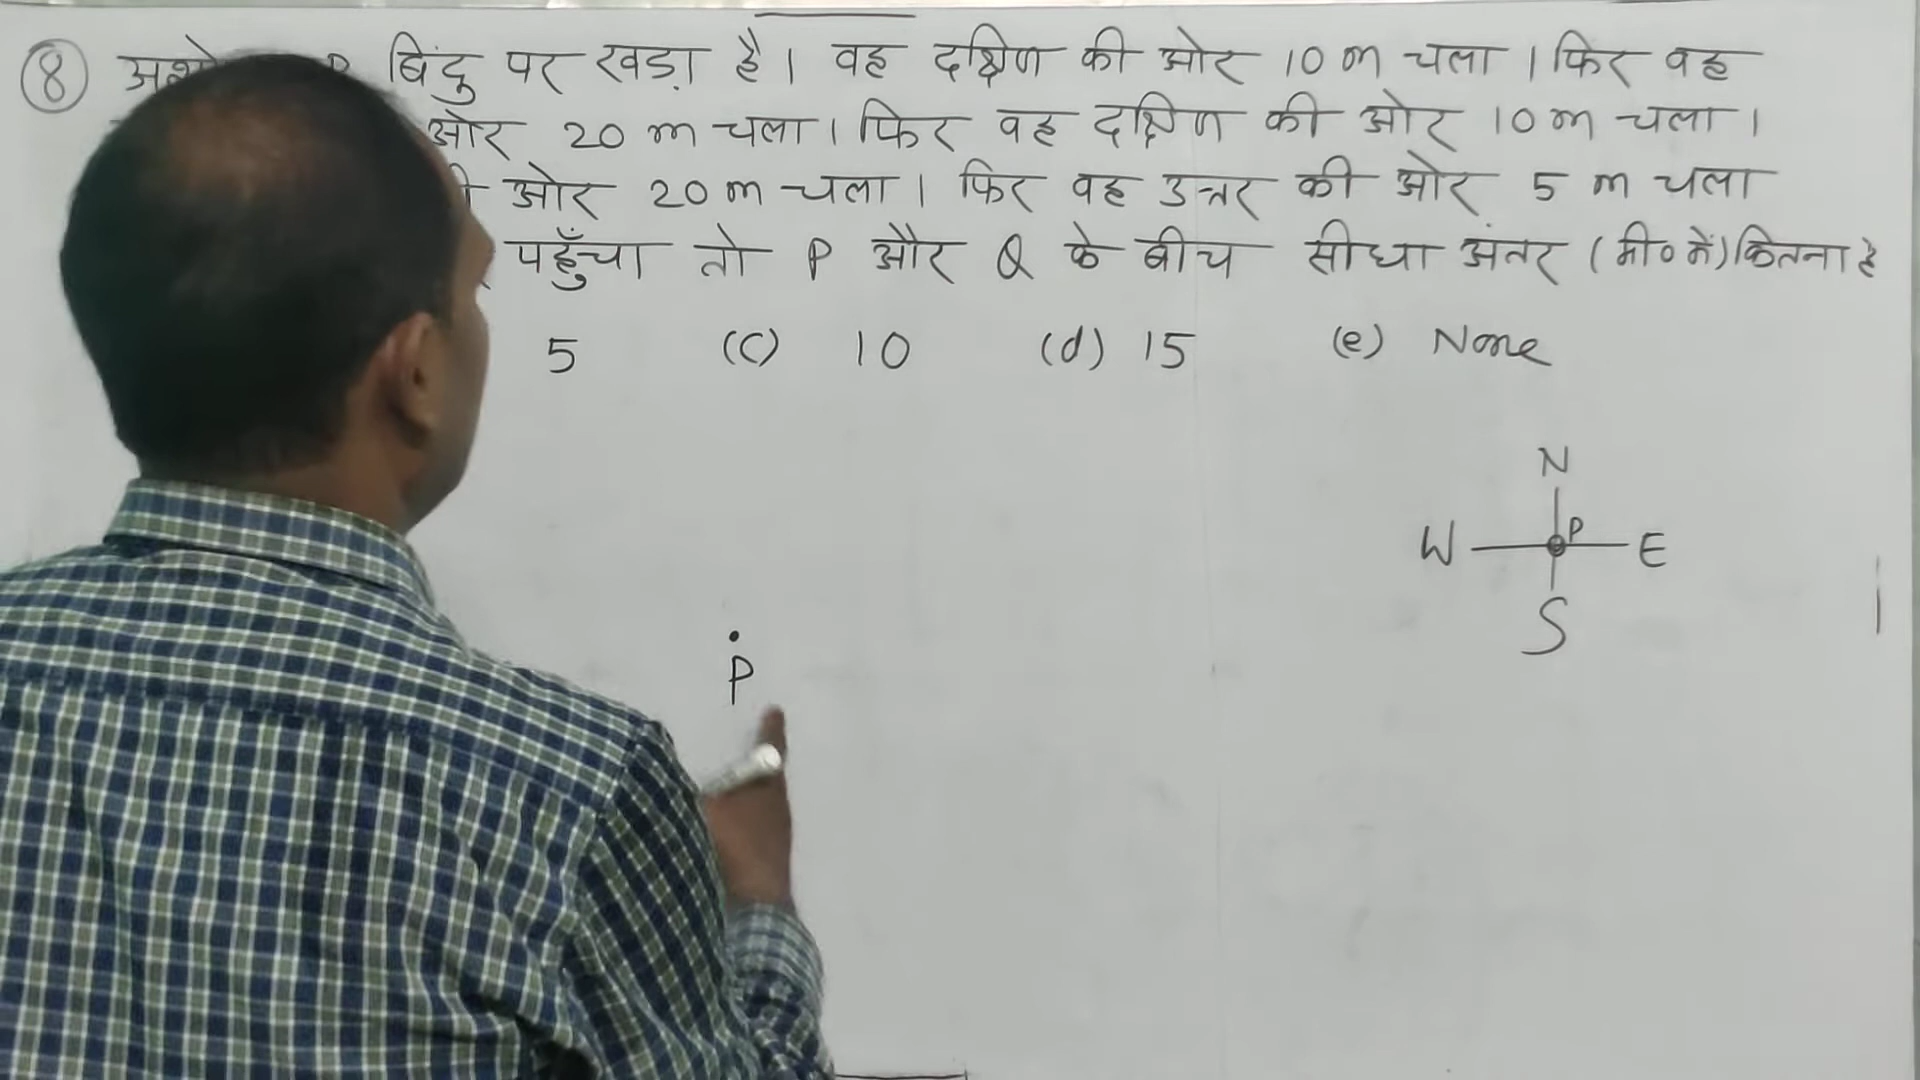 ⑧ बिंदु पर खड़ा है। वह दक्षिण की ओर 10 m चला । फिर वह
ओर 20 m चला । फिर वह दक्षिण की ओर 10 m चला ।
ओर 20 m चला । फिर वह उत्तर की ओर 5 m चला
पहुँचा तो P और Q के बीच सीधा अंतर (मी० में) कितना है
5 (c) 10 (d) 15 (e) None
N
P
W E
S
P